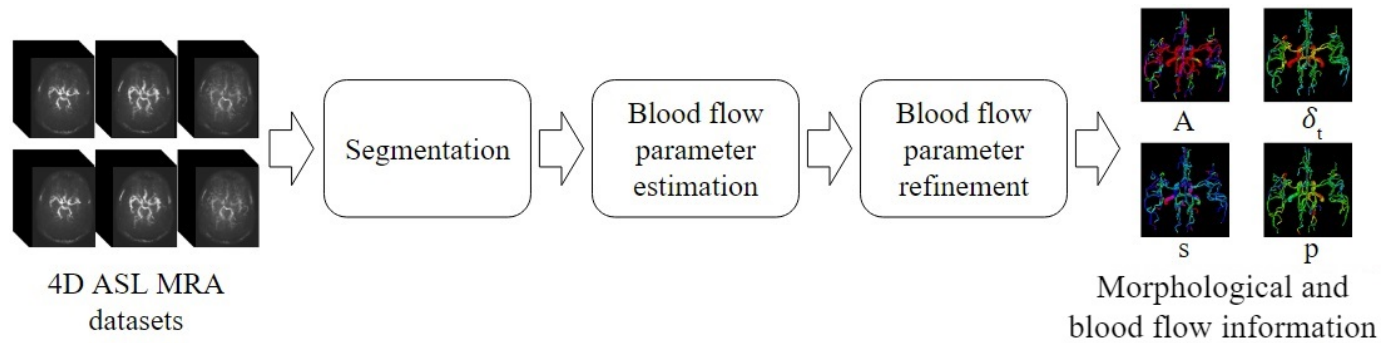 4D ASL MRA
datasets
Segmentation
Blood flow
parameter
estimation
Blood flow
parameter
refinement
A
δt
s
p
Morphological and
blood flow information